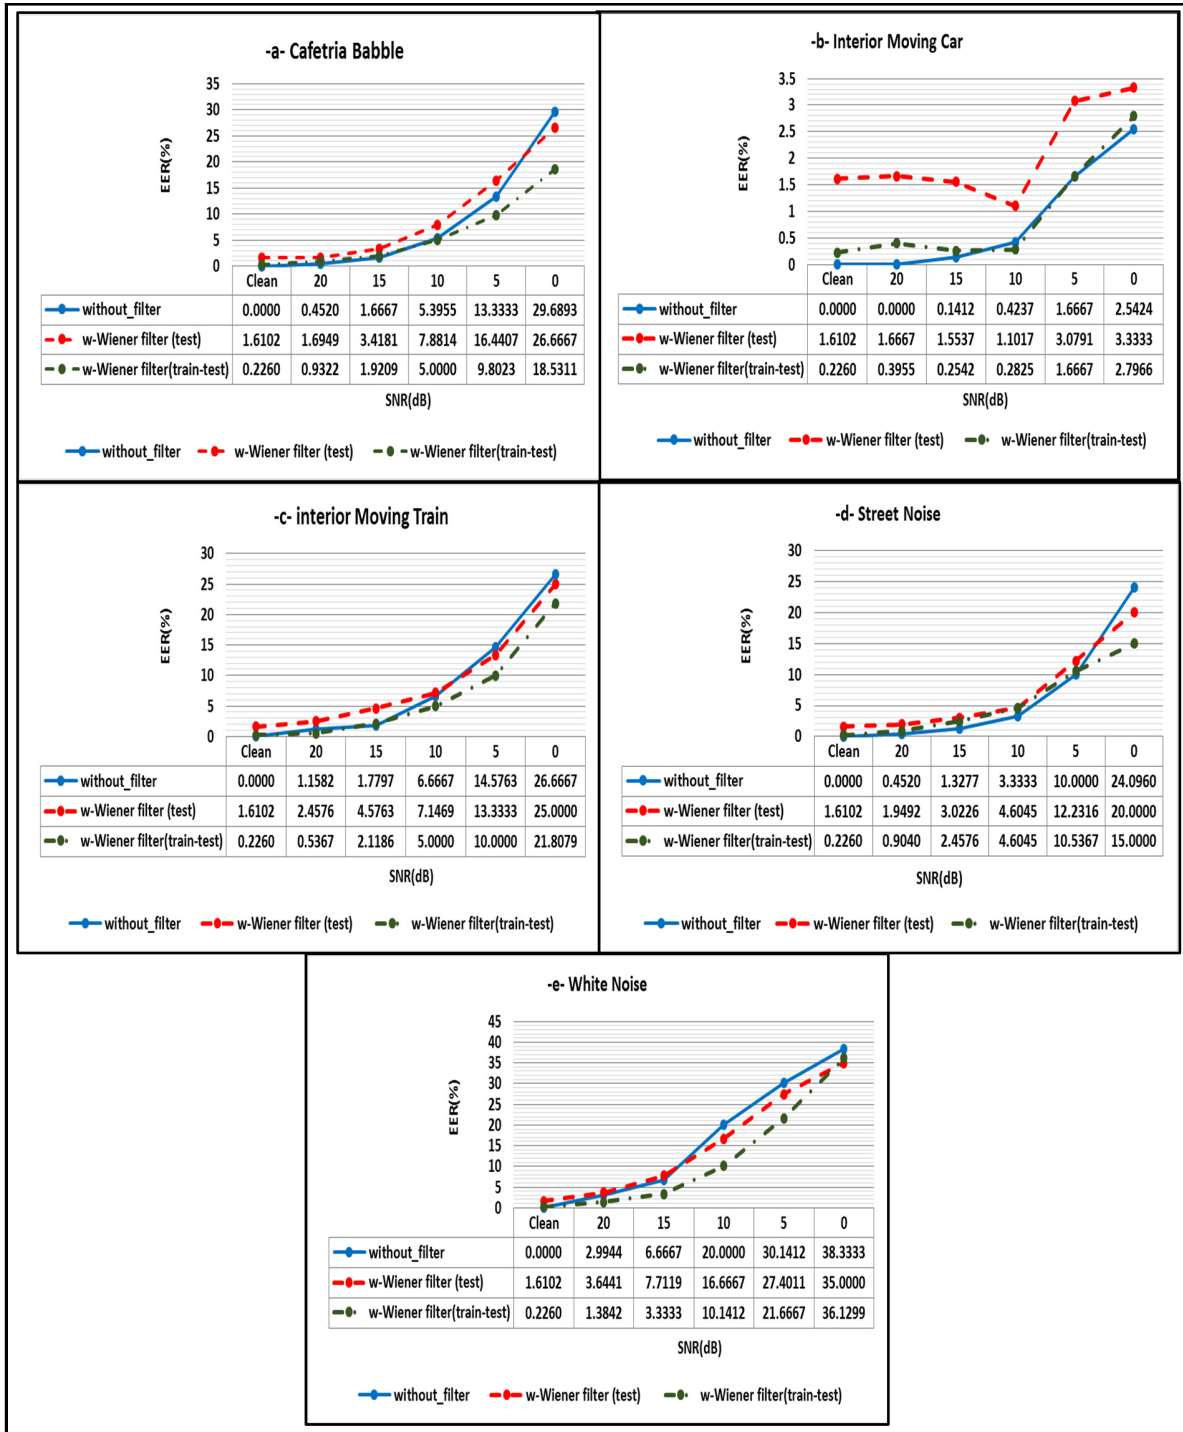 -a- Cafetria Babble
EER(%)
35
30
25
20
15
10
5
0
Clean 20 15 10 5 0
without_filter 0.0000 0.4520 1.6667 5.3955 13.3333 29.6893
w-Wiener filter (test) 1.6102 1.6949 3.4181 7.8814 16.4407 26.6667
w-Wiener filter(train-test) 0.2260 0.9322 1.9209 5.0000 9.8023 18.5311
SNR(dB)
without_filter w-Wiener filter (test) w-Wiener filter(train-test)
-b- Interior Moving Car
EER(%)
3.5
3
2.5
2
1.5
1
0.5
0
Clean 20 15 10 5 0
without_filter 0.0000 0.0000 0.1412 0.4237 1.6667 2.5424
w-Wiener filter (test) 1.6102 1.6667 1.5537 1.1017 3.0791 3.3333
w-Wiener filter(train-test) 0.2260 0.3955 0.2542 0.2825 1.6667 2.7966
SNR(dB)
without_filter w-Wiener filter (test) w-Wiener filter(train-test)
-c- interior Moving Train
EER(%)
30
25
20
15
10
5
0
Clean 20 15 10 5 0
without_filter 0.0000 1.1582 1.7797 6.6667 14.5763 26.6667
w-Wiener filter (test) 1.6102 2.4576 4.5763 7.1469 13.3333 25.0000
w-Wiener filter(train-test) 0.2260 0.5367 2.1186 5.0000 10.0000 21.8079
SNR(dB)
without_filter w-Wiener filter (test) w-Wiener filter(train-test)
-d- Street Noise
EER(%)
30
25
20
15
10
5
0
Clean 20 15 10 5 0
without_filter 0.0000 0.4520 1.3277 3.3333 10.0000 24.0960
w-Wiener filter (test) 1.6102 1.9492 3.0226 4.6045 12.2316 20.0000
w-Wiener filter(train-test) 0.2260 0.9040 2.4576 4.6045 10.5367 15.0000
SNR(dB)
without_filter w-Wiener filter (test) w-Wiener filter(train-test)
-e- White Noise
EER(%)
45
40
35
30
25
20
15
10
5
0
Clean 20 15 10 5 0
without_filter 0.0000 2.9944 6.6667 20.0000 30.1412 38.3333
w-Wiener filter (test) 1.6102 3.6441 7.7119 16.6667 27.4011 35.0000
w-Wiener filter(train-test) 0.2260 1.3842 3.3333 10.1412 21.6667 36.1299
SNR(dB)
without_filter w-Wiener filter (test) w-Wiener filter(train-test)